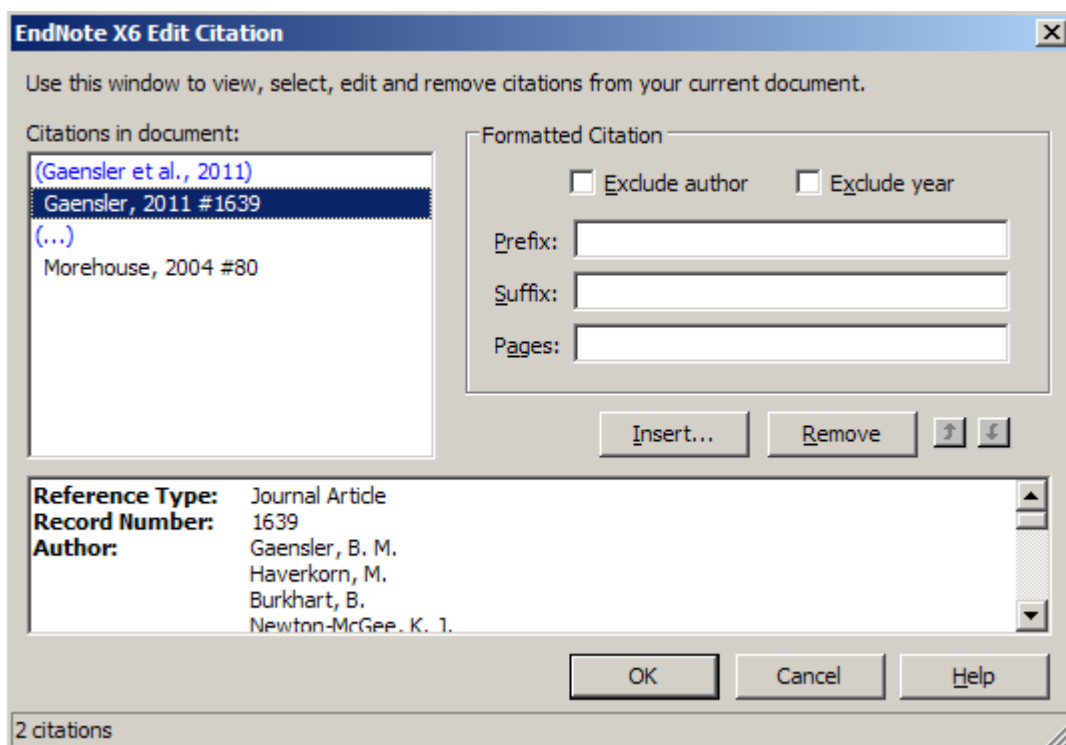 EndNote X6 Edit Citation
Use this window to view, select, edit and remove citations from your current document.
Citations in document:
(Gaensler et al., 2011)
Gaensler, 2011 #1639
(...)
Morehouse, 2004 #80
Formatted Citation
Exclude author Exclude year
Prefix:
Suffix:
Pages:
Insert... Remove
Reference Type: Journal Article
Record Number: 1639
Author: Gaensler, B. M.
Haverkorn, M.
Burkhart, B.
Newton-McGee, K. J.
OK Cancel Help
2 citations